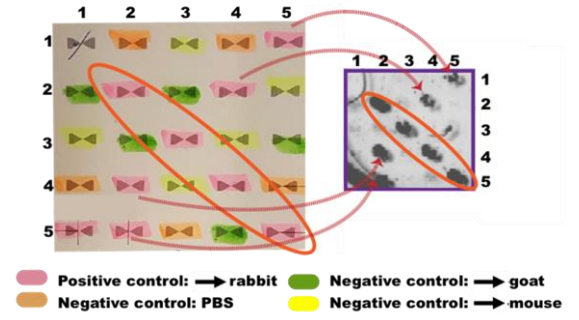 1 2 3 4 5
1
2
3
4
5
1 2 3 4 5
1
2
3
4
5
Positive control: rabbit
Negative control: PBS
Negative control: goat
Negative control: mouse